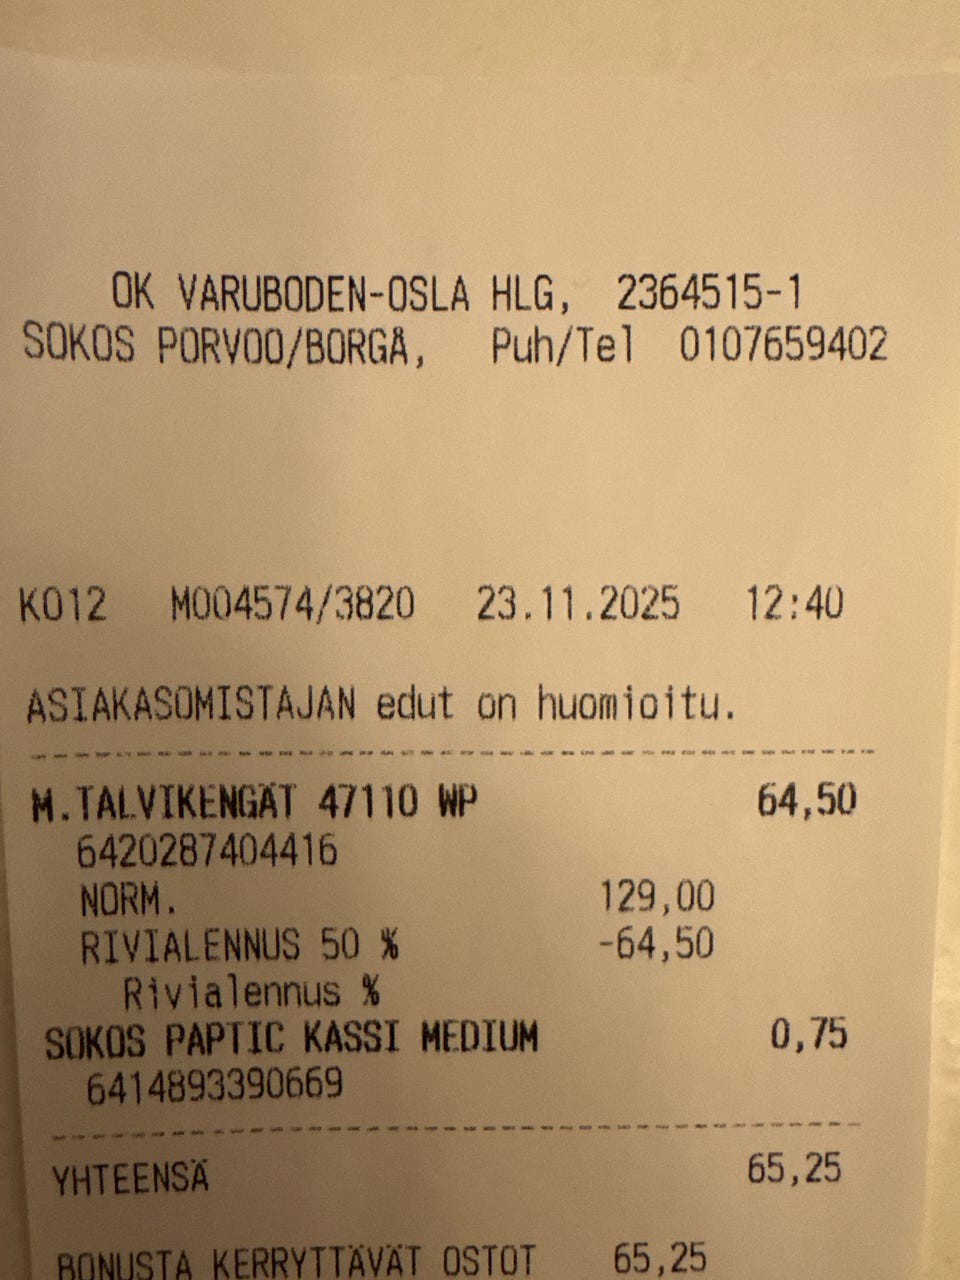 OK VARUBODEN-OSLA HLG, 2364515-1
SOKOS PORVOO/BORGÅ, Puh/Tel 0107659402
K012 M004574/3820 23.11.2025 12:40
ASIAKASOMISTAJAN edut on huomioitu.
M.TALVIKENGÄT 47110 WP 64,50
6420287404416
NORM. 129,00
RIVIALENNUS 50 % -64,50
Rivialennus %
SOKOS PAPTIC KASSI MEDIUM 0,75
6414893390669
YHTEENSÄ 65,25
BONUSTA KERRYTTÄVÄT OSTOT 65,25